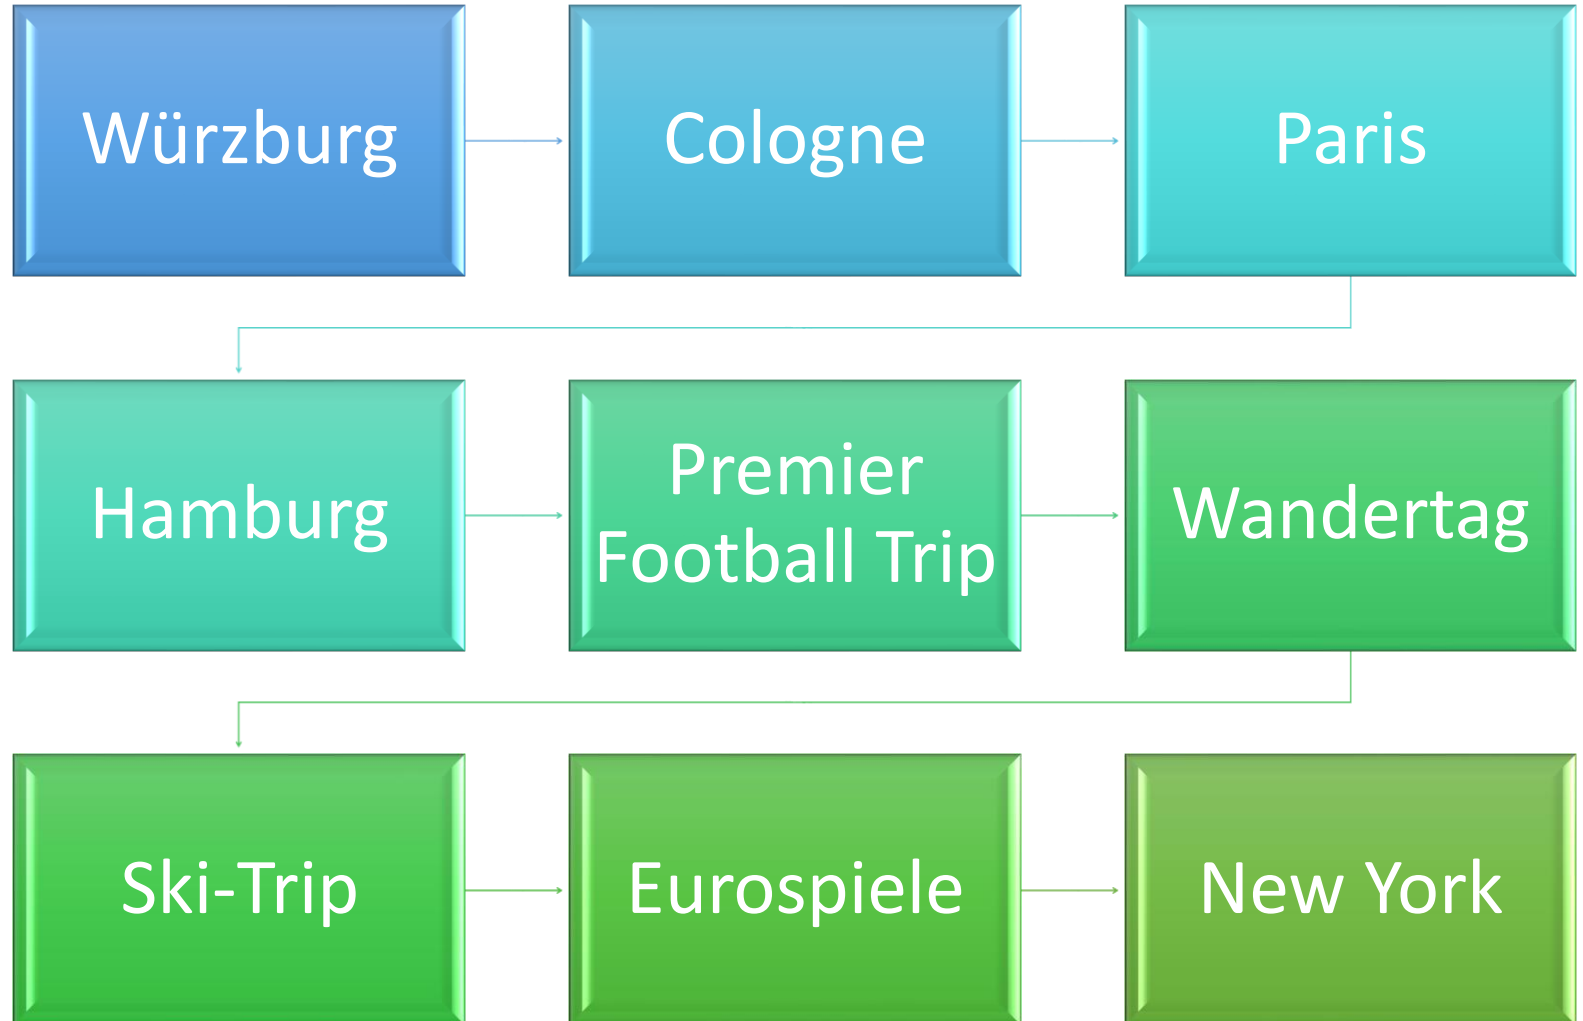 Würzburg
Cologne
Paris
Hamburg
Premier
Football Trip
Wandertag
Ski-Trip
Eurospiele
New York